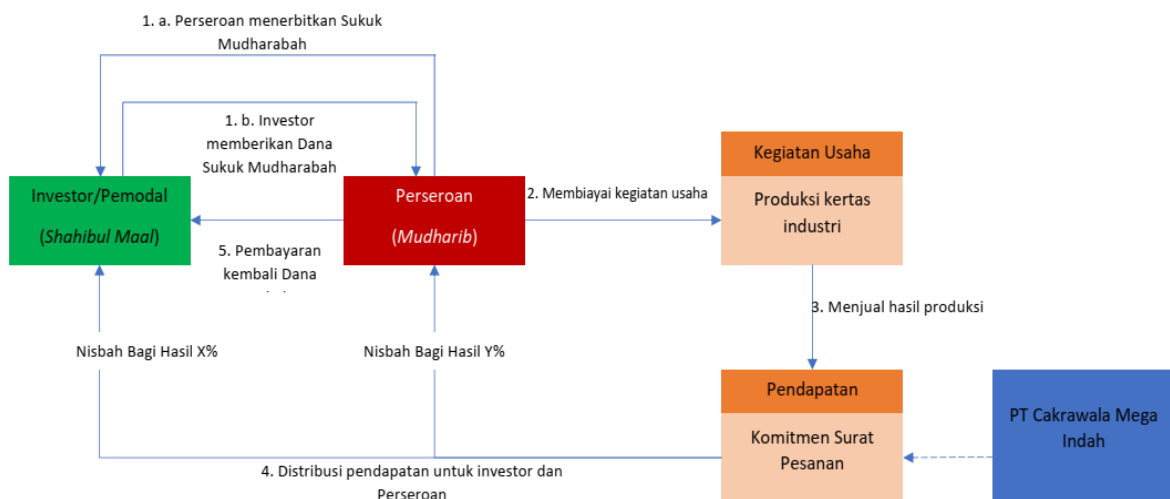 1. a. Perseroan menerbitkan Sukuk
Mudharabah
1. b. Investor
memberikan Dana
Sukuk Mudharabah
Kegiatan Usaha
Investor/Pemodal
(Shahibul Maal)
Perseroan
(Mudharib)
2. Membiayai kegiatan usaha
Produksi kertas
industri
5. Pembayaran
kembali Dana
3. Menjual hasil produksi
Nisbah Bagi Hasil X%
Nisbah Bagi Hasil Y%
Pendapatan
Komitmen Surat
Pesanan
PT Cakrawala Mega
Indah
4. Distribusi pendapatan untuk investor dan
Perseroan